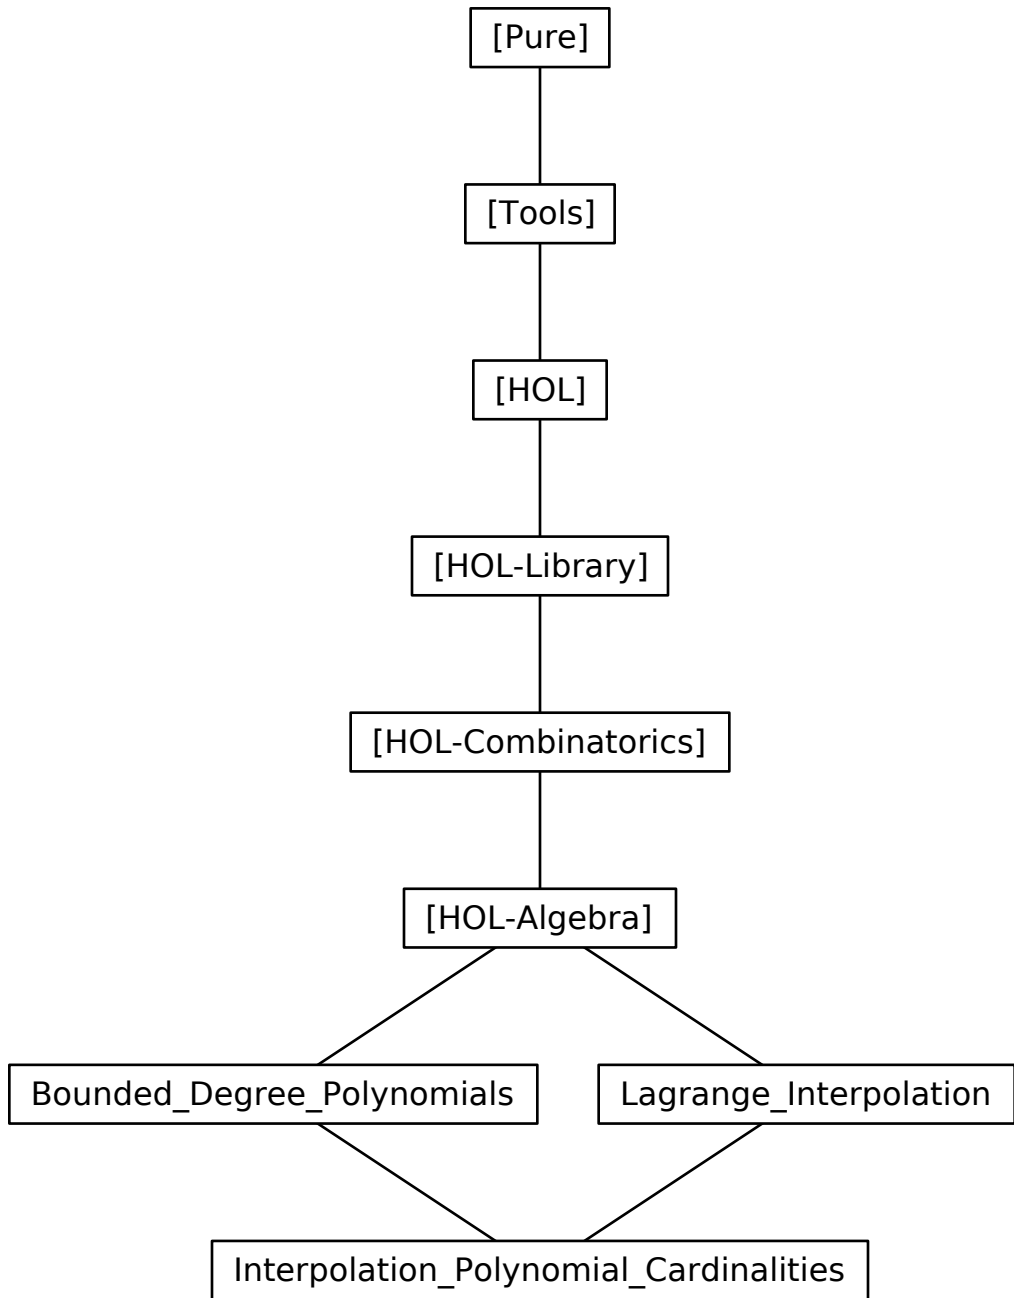 [Pure]
[Tools]
[HOL]
[HOL-Library]
[HOL-Combinatorics]
[HOL-Algebra]
Bounded_Degree_Polynomials
Lagrange_Interpolation
Interpolation_Polynomial_Cardinalities